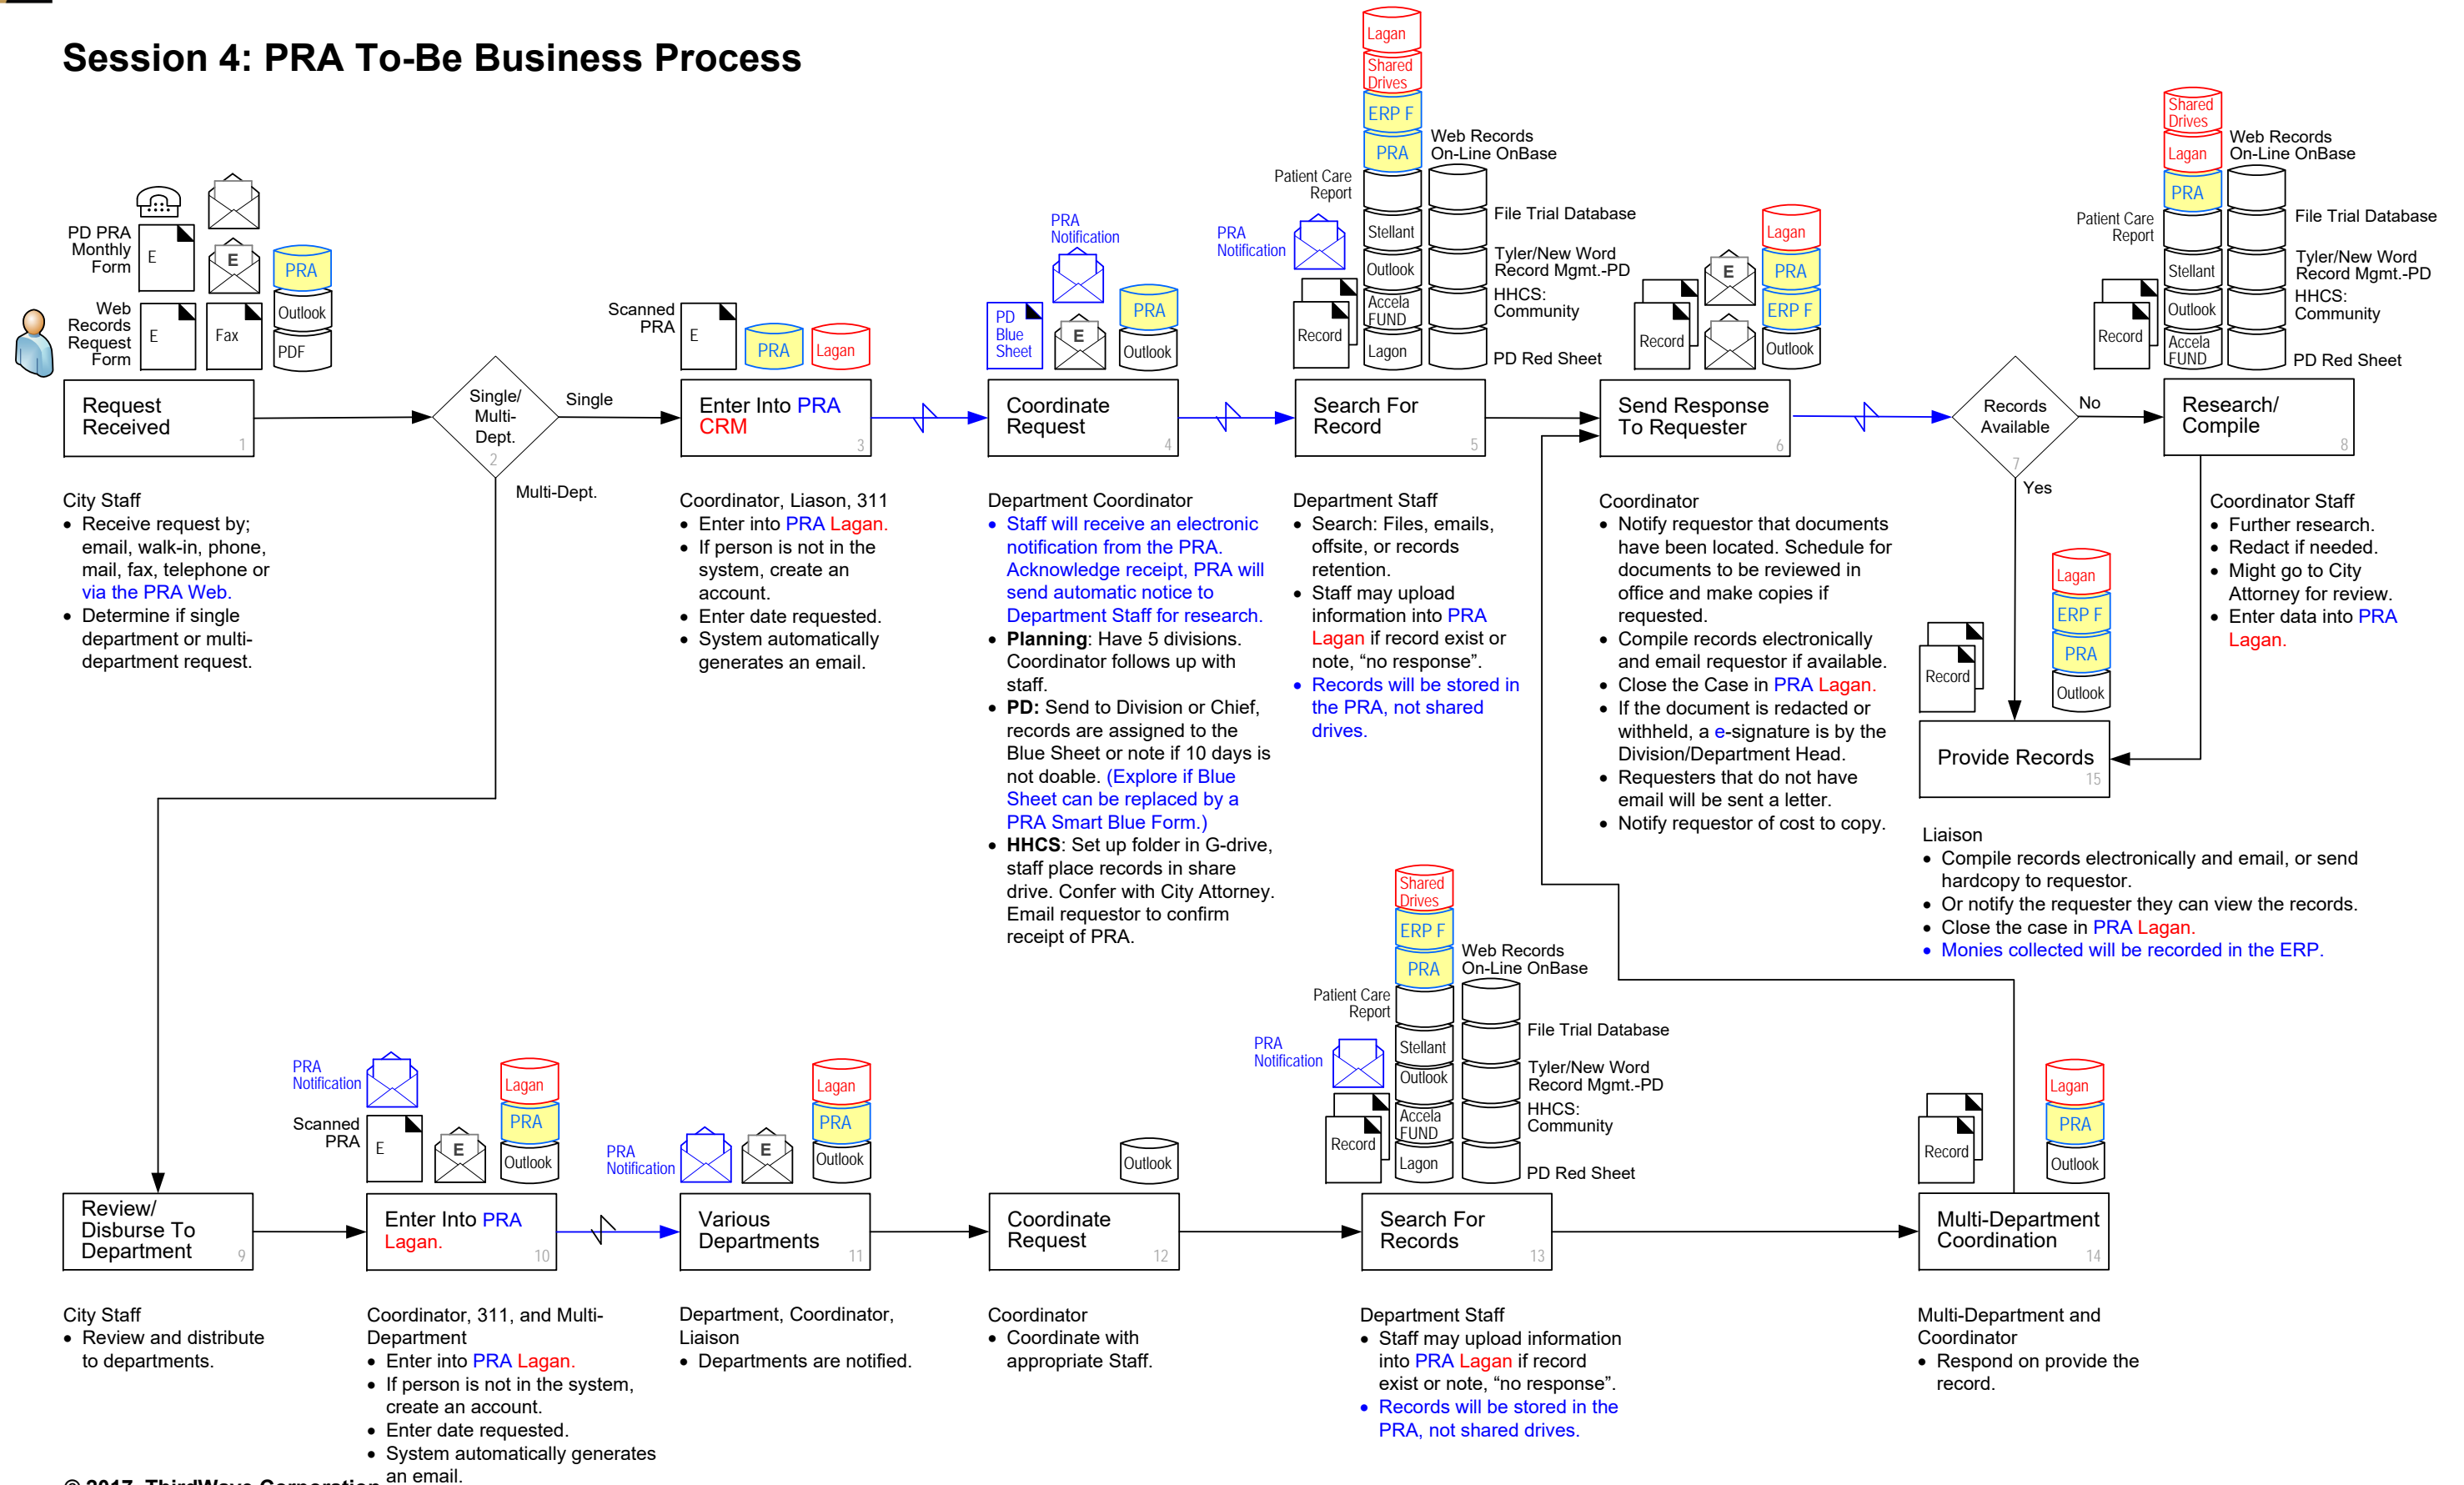 Session 4: PRA To-Be Business Process
PD PRA
Monthly
Form
E
E
PRA
Web
Records
Request
Form
E
Fax
Outlook
PDF
Request
Received
1
City Staff
• Receive request by;
email, walk-in, phone,
mail, fax, telephone or
via the PRA Web.
• Determine if single
department or multi-
department request.
Single/
Multi-
Dept.
2
Single
Multi-Dept.
Scanned
PRA
E
PRA
Lagan
Enter Into PRA
CRM
3
Coordinator, Liason, 311
• Enter into PRA Lagan.
• If person is not in the
system, create an
account.
• Enter date requested.
• System automatically
generates an email.
PRA
Notification
PD
Blue
Sheet
E
PRA
Outlook
Coordinate
Request
4
Department Coordinator
• Staff will receive an electronic
notification from the PRA.
Acknowledge receipt, PRA will
send automatic notice to
Department Staff for research.
• Planning: Have 5 divisions.
Coordinator follows up with
staff.
• PD: Send to Division or Chief,
records are assigned to the
Blue Sheet or note if 10 days is
not doable. (Explore if Blue
Sheet can be replaced by a
PRA Smart Blue Form.)
• HHCS: Set up folder in G-drive,
staff place records in share
drive. Confer with City Attorney.
Email requestor to confirm
receipt of PRA.
Lagan
Shared
Drives
ERP F
PRA
Web Records
On-Line OnBase
Patient Care
Report
PRA
Notification
Stellant
File Trial Database
Outlook
Tyler/New Word
Record Mgmt.-PD
Record
Accela
FUND
HHCS:
Community
Lagon
PD Red Sheet
Search For
Record
5
Department Staff
• Search: Files, emails,
offsite, or records
retention.
• Staff may upload
information into PRA
Lagan if record exist or
note, “no response”.
• Records will be stored in
the PRA, not shared
drives.
Lagan
E
PRA
Record
ERP F
Outlook
Send Response
To Requester
6
Coordinator
• Notify requestor that documents
have been located. Schedule for
documents to be reviewed in
office and make copies if
requested.
• Compile records electronically
and email requestor if available.
• Close the Case in PRA Lagan.
• If the document is redacted or
withheld, a e-signature is by the
Division/Department Head.
• Requesters that do not have
email will be sent a letter.
• Notify requestor of cost to copy.
Records
Available
7
No
Yes
Shared
Drives
Lagan
PRA
Web Records
On-Line OnBase
Patient Care
Report
File Trial Database
Stellant
Tyler/New Word
Record Mgmt.-PD
Record
Outlook
HHCS:
Community
Accela
FUND
PD Red Sheet
Research/
Compile
8
Coordinator Staff
• Further research.
• Redact if needed.
• Might go to City
Attorney for review.
• Enter data into PRA
Lagan.
Lagan
ERP F
PRA
Record
Outlook
Provide Records
15
Liaison
• Compile records electronically and email, or send
hardcopy to requestor.
• Or notify the requester they can view the records.
• Close the case in PRA Lagan.
• Monies collected will be recorded in the ERP.
Review/
Disburse To
Department
9
City Staff
• Review and distribute
to departments.
PRA
Notification
Scanned
PRA
E
E
Lagan
PRA
Outlook
Enter Into PRA
Lagan.
10
Coordinator, 311, and Multi-
Department
• Enter into PRA Lagan.
• If person is not in the system,
create an account.
• Enter date requested.
• System automatically generates
an email.
PRA
Notification
E
Lagan
PRA
Outlook
Various
Departments
11
Department, Coordinator,
Liaison
• Departments are notified.
Outlook
Coordinate
Request
12
Coordinator
• Coordinate with
appropriate Staff.
Shared
Drives
ERP F
PRA
Web Records
On-Line OnBase
Patient Care
Report
PRA
Notification
Stellant
File Trial Database
Outlook
Tyler/New Word
Record Mgmt.-PD
Record
Accela
FUND
HHCS:
Community
Lagon
PD Red Sheet
Search For
Records
13
Department Staff
• Staff may upload information
into PRA Lagan if record
exist or note, “no response”.
• Records will be stored in the
PRA, not shared drives.
Lagan
PRA
Record
Outlook
Multi-Department
Coordination
14
Multi-Department and
Coordinator
• Respond on provide the
record.
© 2017, ThirdWave Corporation